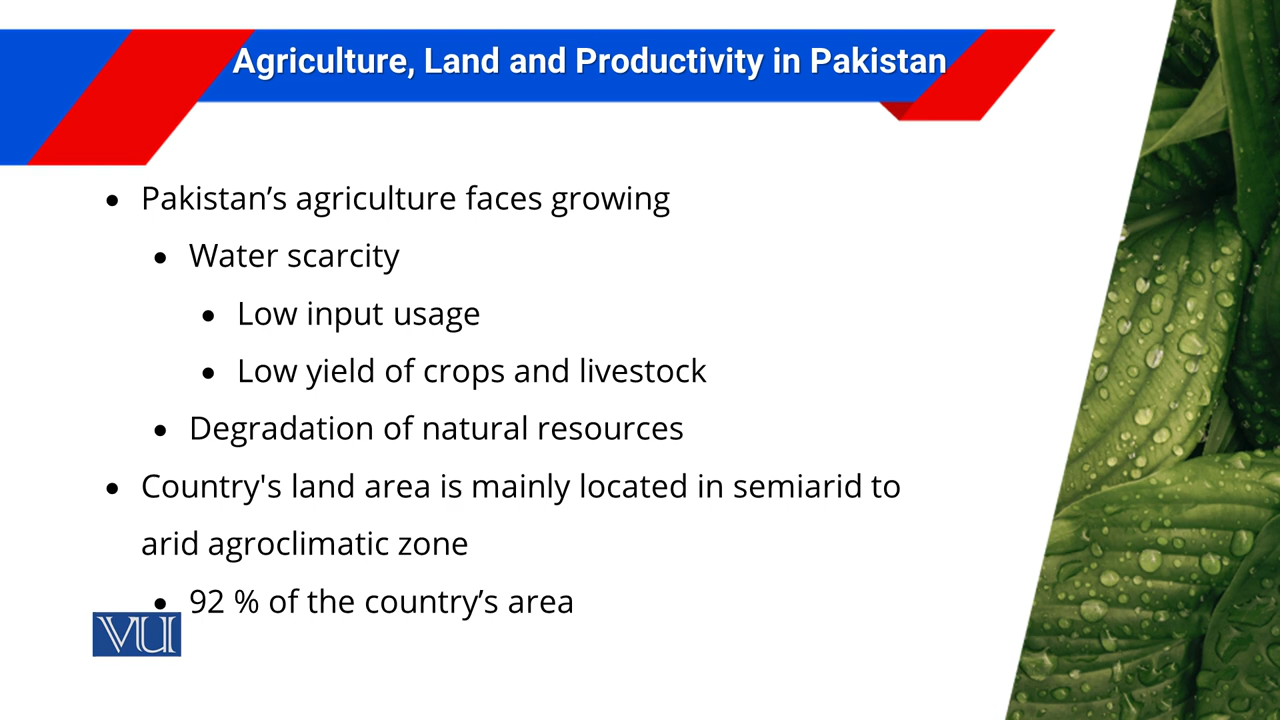 Agriculture, Land and Productivity in Pakistan
• Pakistan’s agriculture faces growing
• Water scarcity
• Low input usage
• Low yield of crops and livestock
• Degradation of natural resources
• Country's land area is mainly located in semiarid to
arid agroclimatic zone
• 92 % of the country’s area
VU